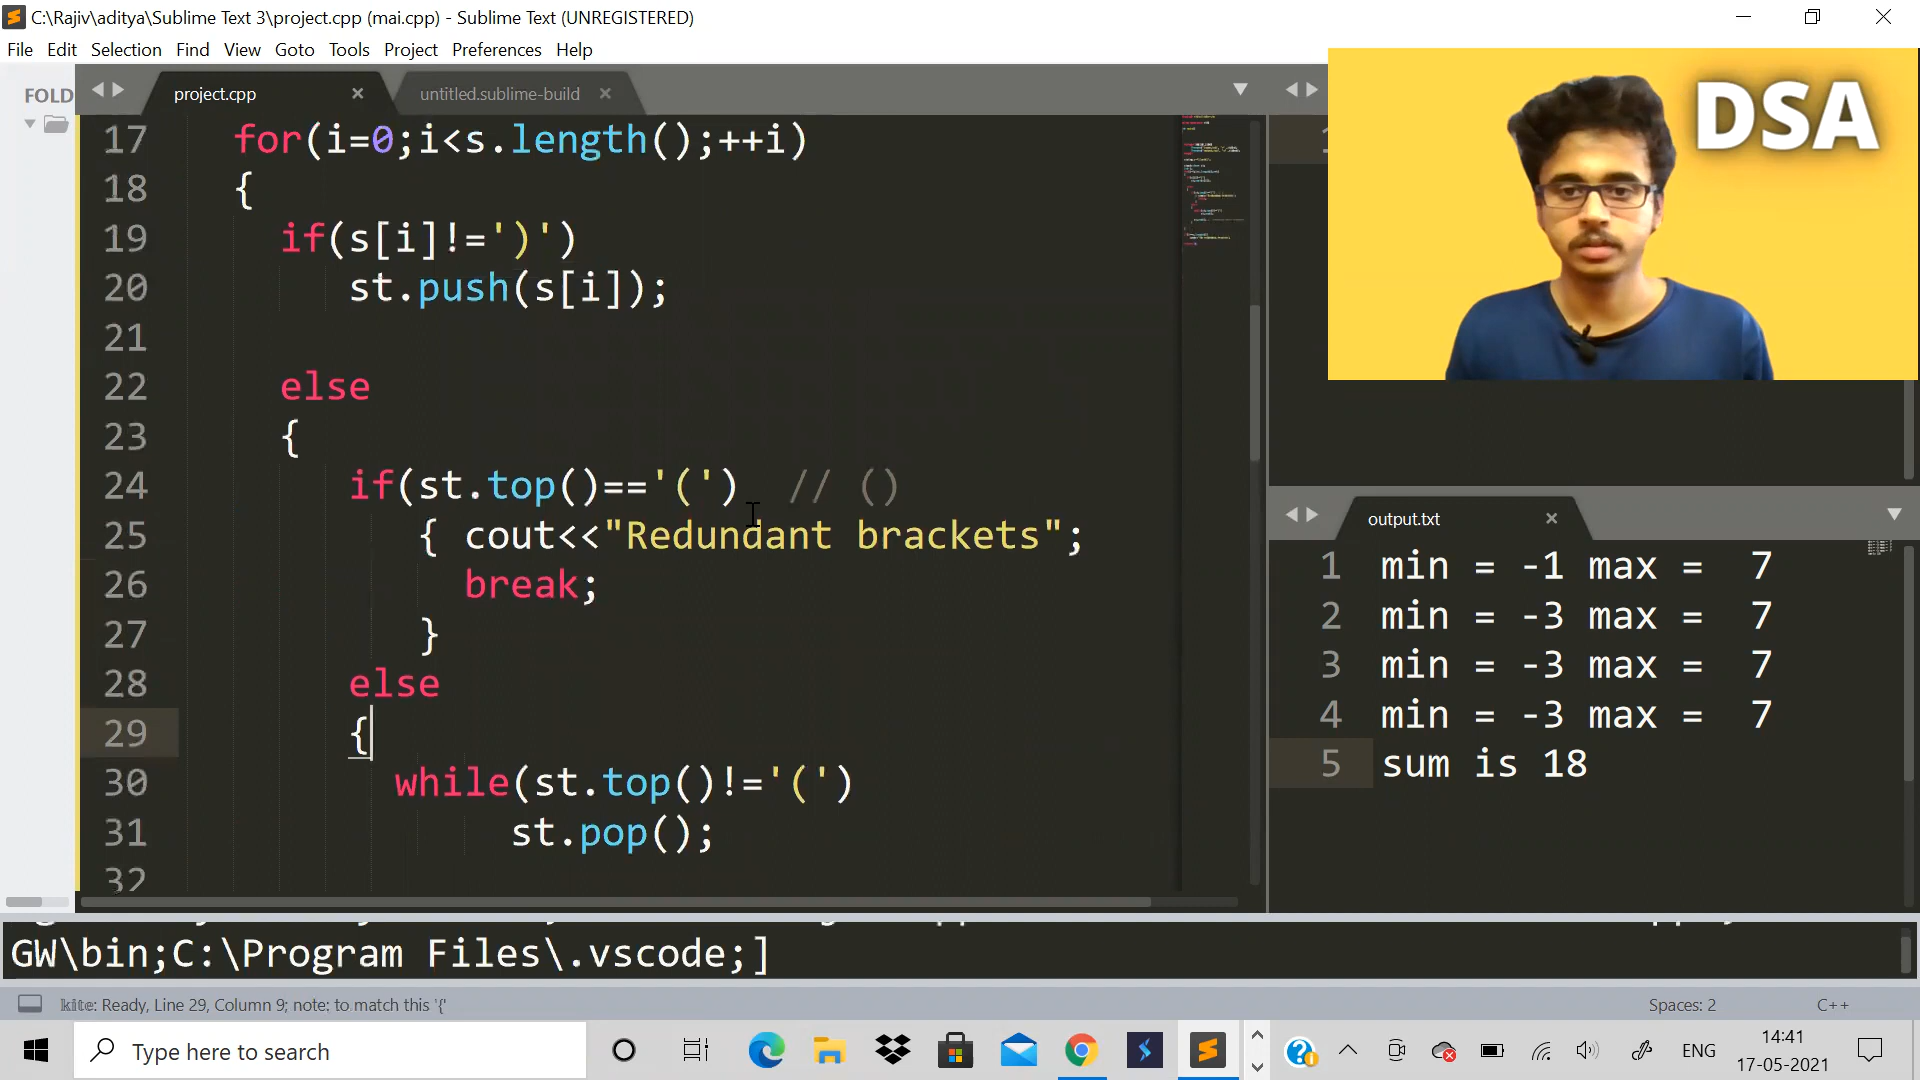 C:\Rajiv\aditya\Sublime Text 3\project.cpp (mai.cpp) - Sublime Text (UNREGISTERED)
File Edit Selection Find View Goto Tools Project Preferences Help
FOLD
project.cpp
untitled.sublime-build
DSA
17 for(i=0;i<s.length();++i)
18 {
19 if(s[i]!=')')
20 st.push(s[i]);
21
22 else
23 {
24 if(st.top()=='(') // ()
25 { cout<<"Redundant brackets";
26 break;
27 }
28 else
29 {
30 while(st.top()!='(')
31 st.pop();
32
output.txt
1 min = -1 max = 7
2 min = -3 max = 7
3 min = -3 max = 7
4 min = -3 max = 7
5 sum is 18
GW\bin;C:\Program Files\.vscode;]
kite: Ready, Line 29, Column 9; note: to match this '{'
Spaces: 2
C++
Type here to search
ENG
14:41
17-05-2021